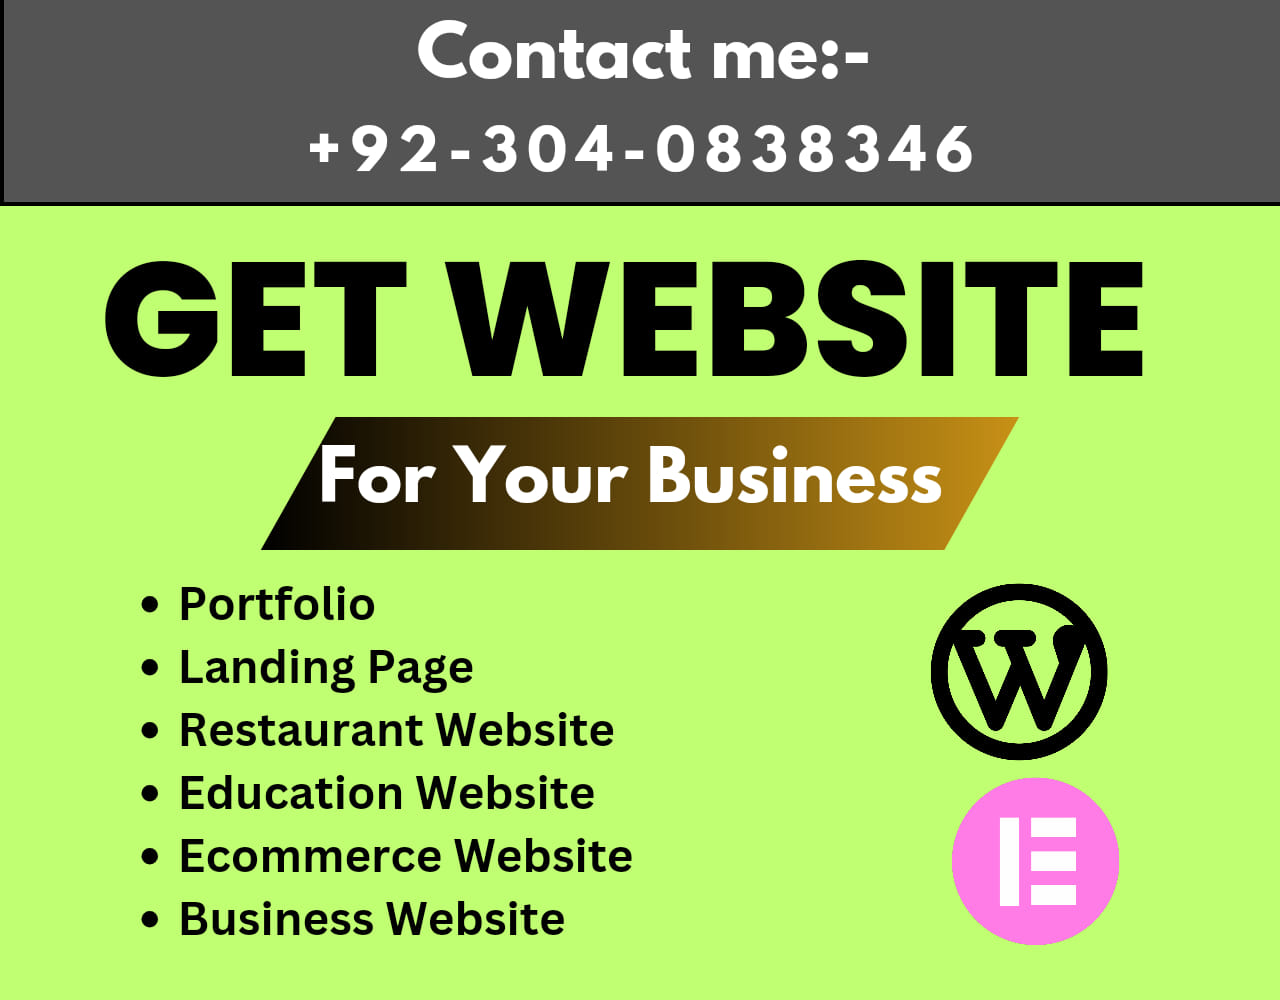 Contact me:-
+92-304-0838346
GET WEBSITE
For Your Business
• Portfolio
• Landing Page
• Restaurant Website
• Education Website
• Ecommerce Website
• Business Website
W